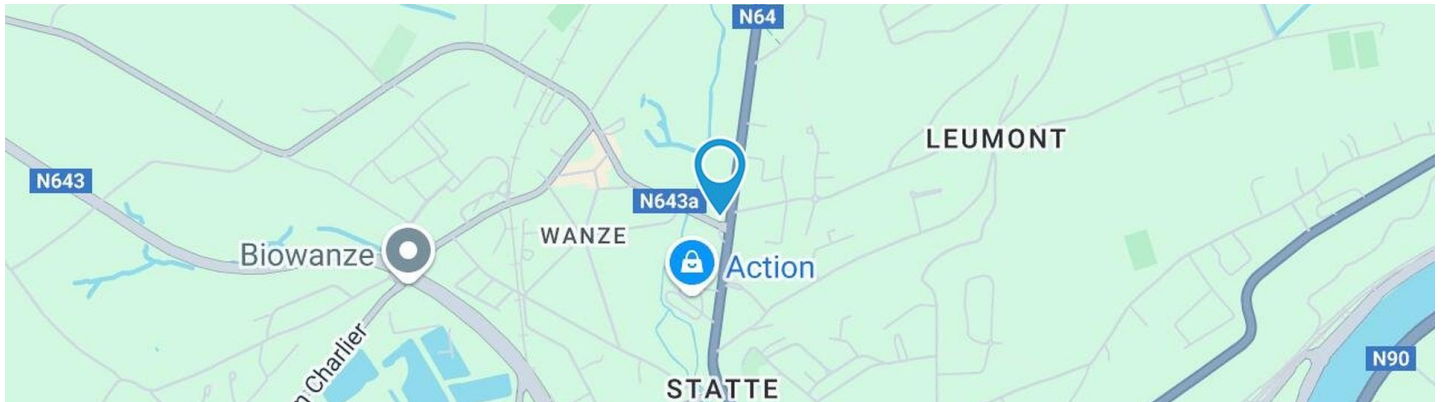 N64
LEUMONT
N643
N643a
WANZE
Biowanze
Action
Charlier
N90
STATTE